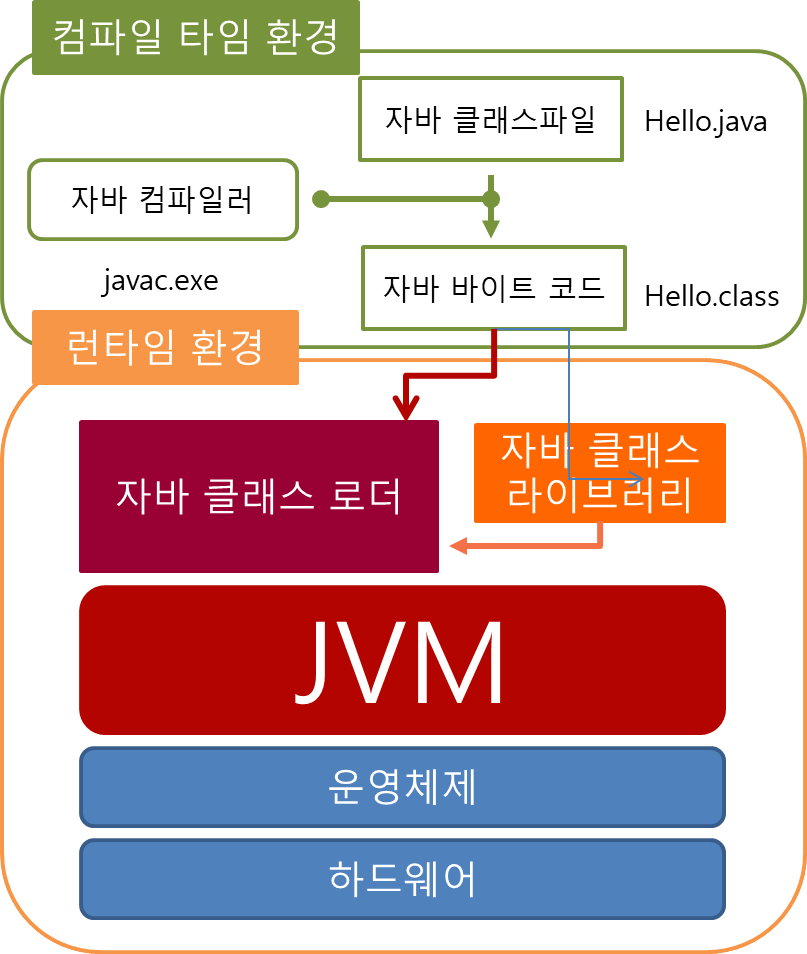 컴파일 타임 환경
자바 클래스파일
Hello.java
자바 컴파일러
javac.exe
자바 바이트 코드
Hello.class
런타임 환경
자바 클래스 로더
자바 클래스
라이브러리
JVM
운영체제
하드웨어